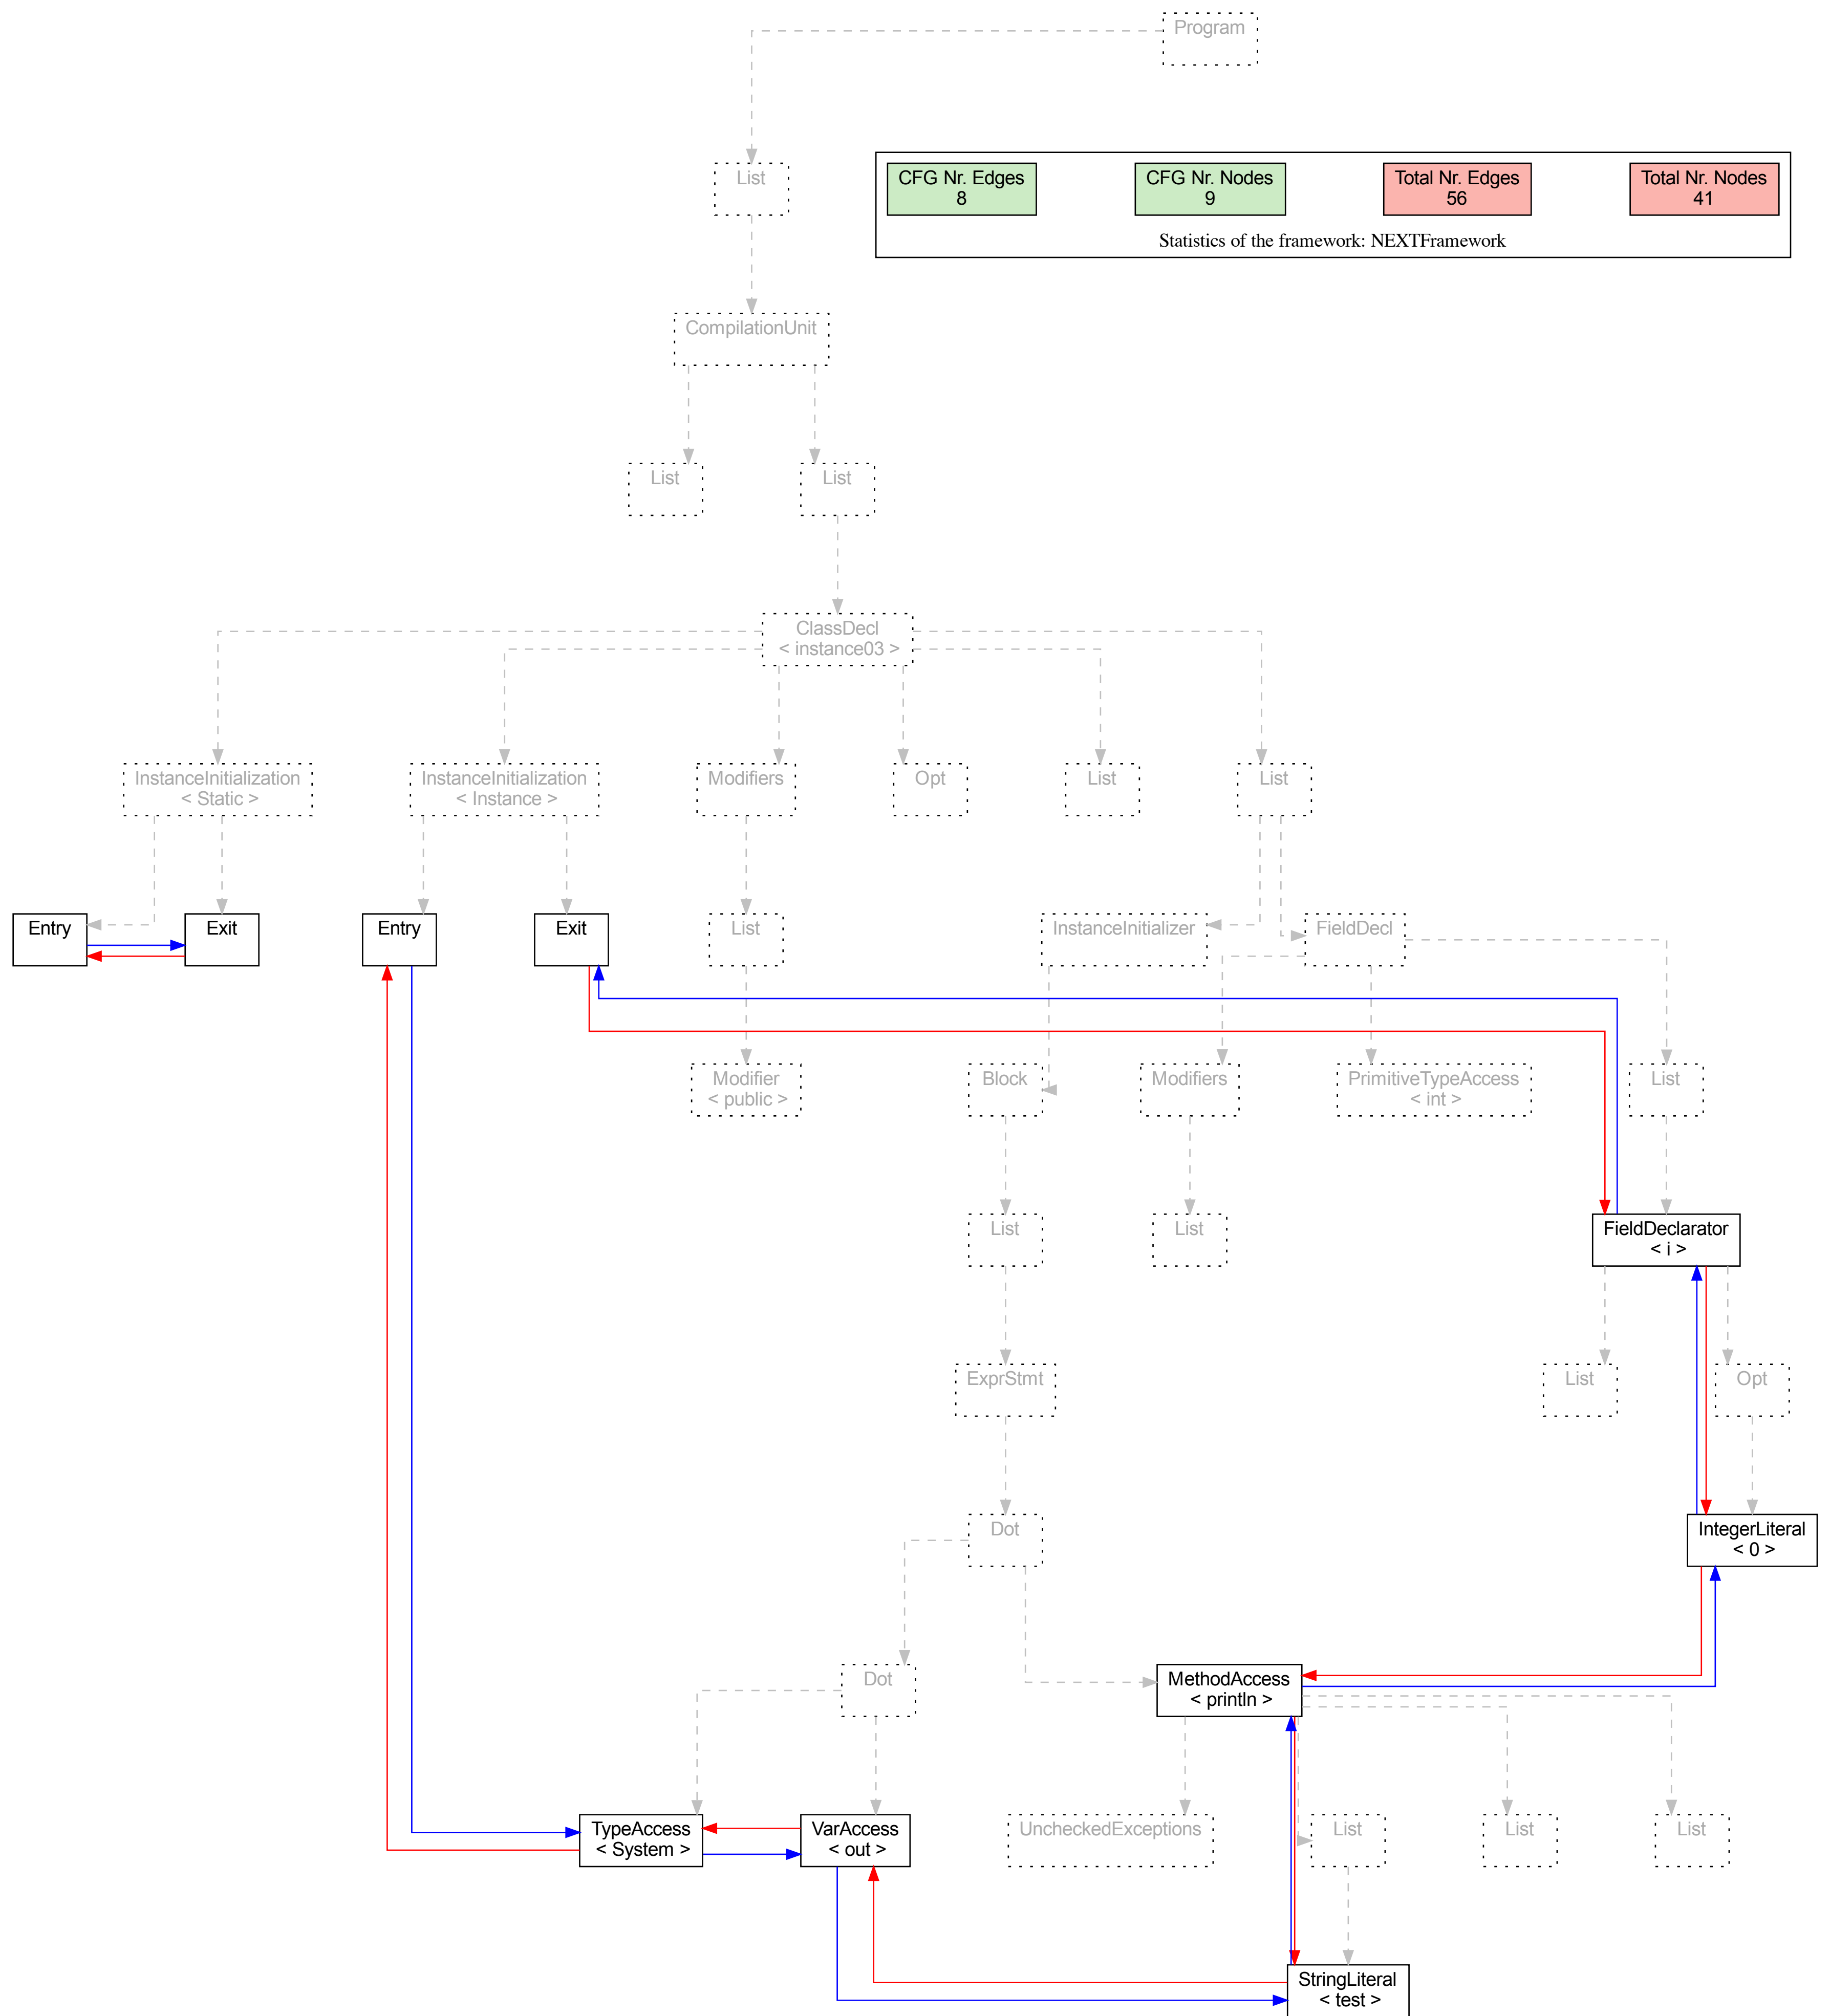 Program
List
CFG Nr. Edges
8
CFG Nr. Nodes
9
Total Nr. Edges
56
Total Nr. Nodes
41
Statistics of the framework: NEXTFramework
CompilationUnit
List
List
ClassDecl
< instance03 >
InstanceInitialization
< Static >
InstanceInitialization
< Instance >
Modifiers
Opt
List
List
Entry
Exit
Entry
Exit
List
InstanceInitializer
FieldDecl
Modifier
< public >
Block
Modifiers
PrimitiveTypeAccess
< int >
List
List
List
FieldDeclarator
< i >
ExprStmt
List
Opt
Dot
IntegerLiteral
< 0 >
Dot
MethodAccess
< println >
TypeAccess
< System >
VarAccess
< out >
UncheckedExceptions
List
List
List
StringLiteral
< test >